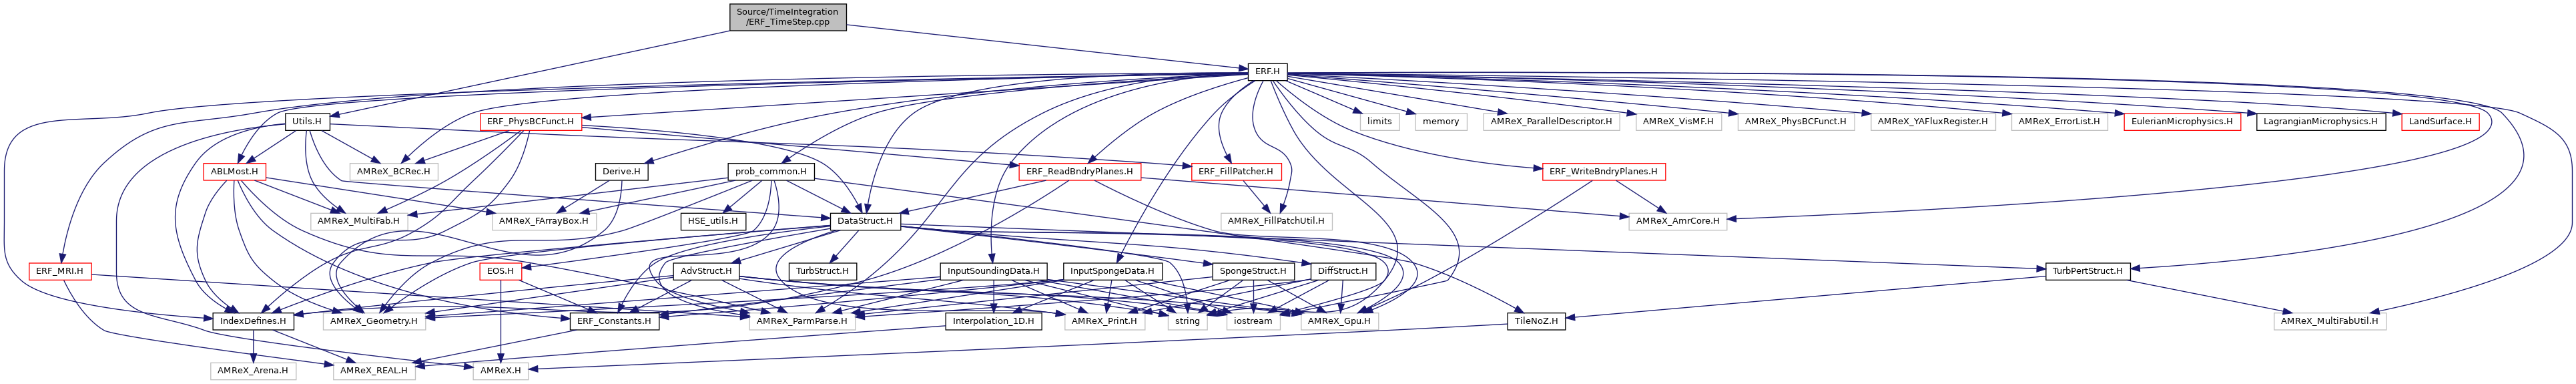 Source/TimeIntegration
/ERF_TimeStep.cpp
ERF.H
Utils.H
ERF_PhysBCFunct.H
limits
memory
AMReX_ParallelDescriptor.H
AMReX_VisMF.H
AMReX_PhysBCFunct.H
AMReX_YAFluxRegister.H
AMReX_ErrorList.H
EulerianMicrophysics.H
LagrangianMicrophysics.H
LandSurface.H
ABLMost.H
AMReX_BCRec.H
Derive.H
prob_common.H
ERF_ReadBndryPlanes.H
ERF_FillPatcher.H
ERF_WriteBndryPlanes.H
AMReX_MultiFab.H
AMReX_FArrayBox.H
HSE_utils.H
DataStruct.H
AMReX_FillPatchUtil.H
AMReX_AmrCore.H
ERF_MRI.H
EOS.H
AdvStruct.H
TurbStruct.H
InputSoundingData.H
InputSpongeData.H
SpongeStruct.H
DiffStruct.H
TurbPertStruct.H
IndexDefines.H
AMReX_Geometry.H
ERF_Constants.H
AMReX_ParmParse.H
Interpolation_1D.H
AMReX_Print.H
string
iostream
AMReX_Gpu.H
TileNoZ.H
AMReX_MultiFabUtil.H
AMReX_Arena.H
AMReX_REAL.H
AMReX.H